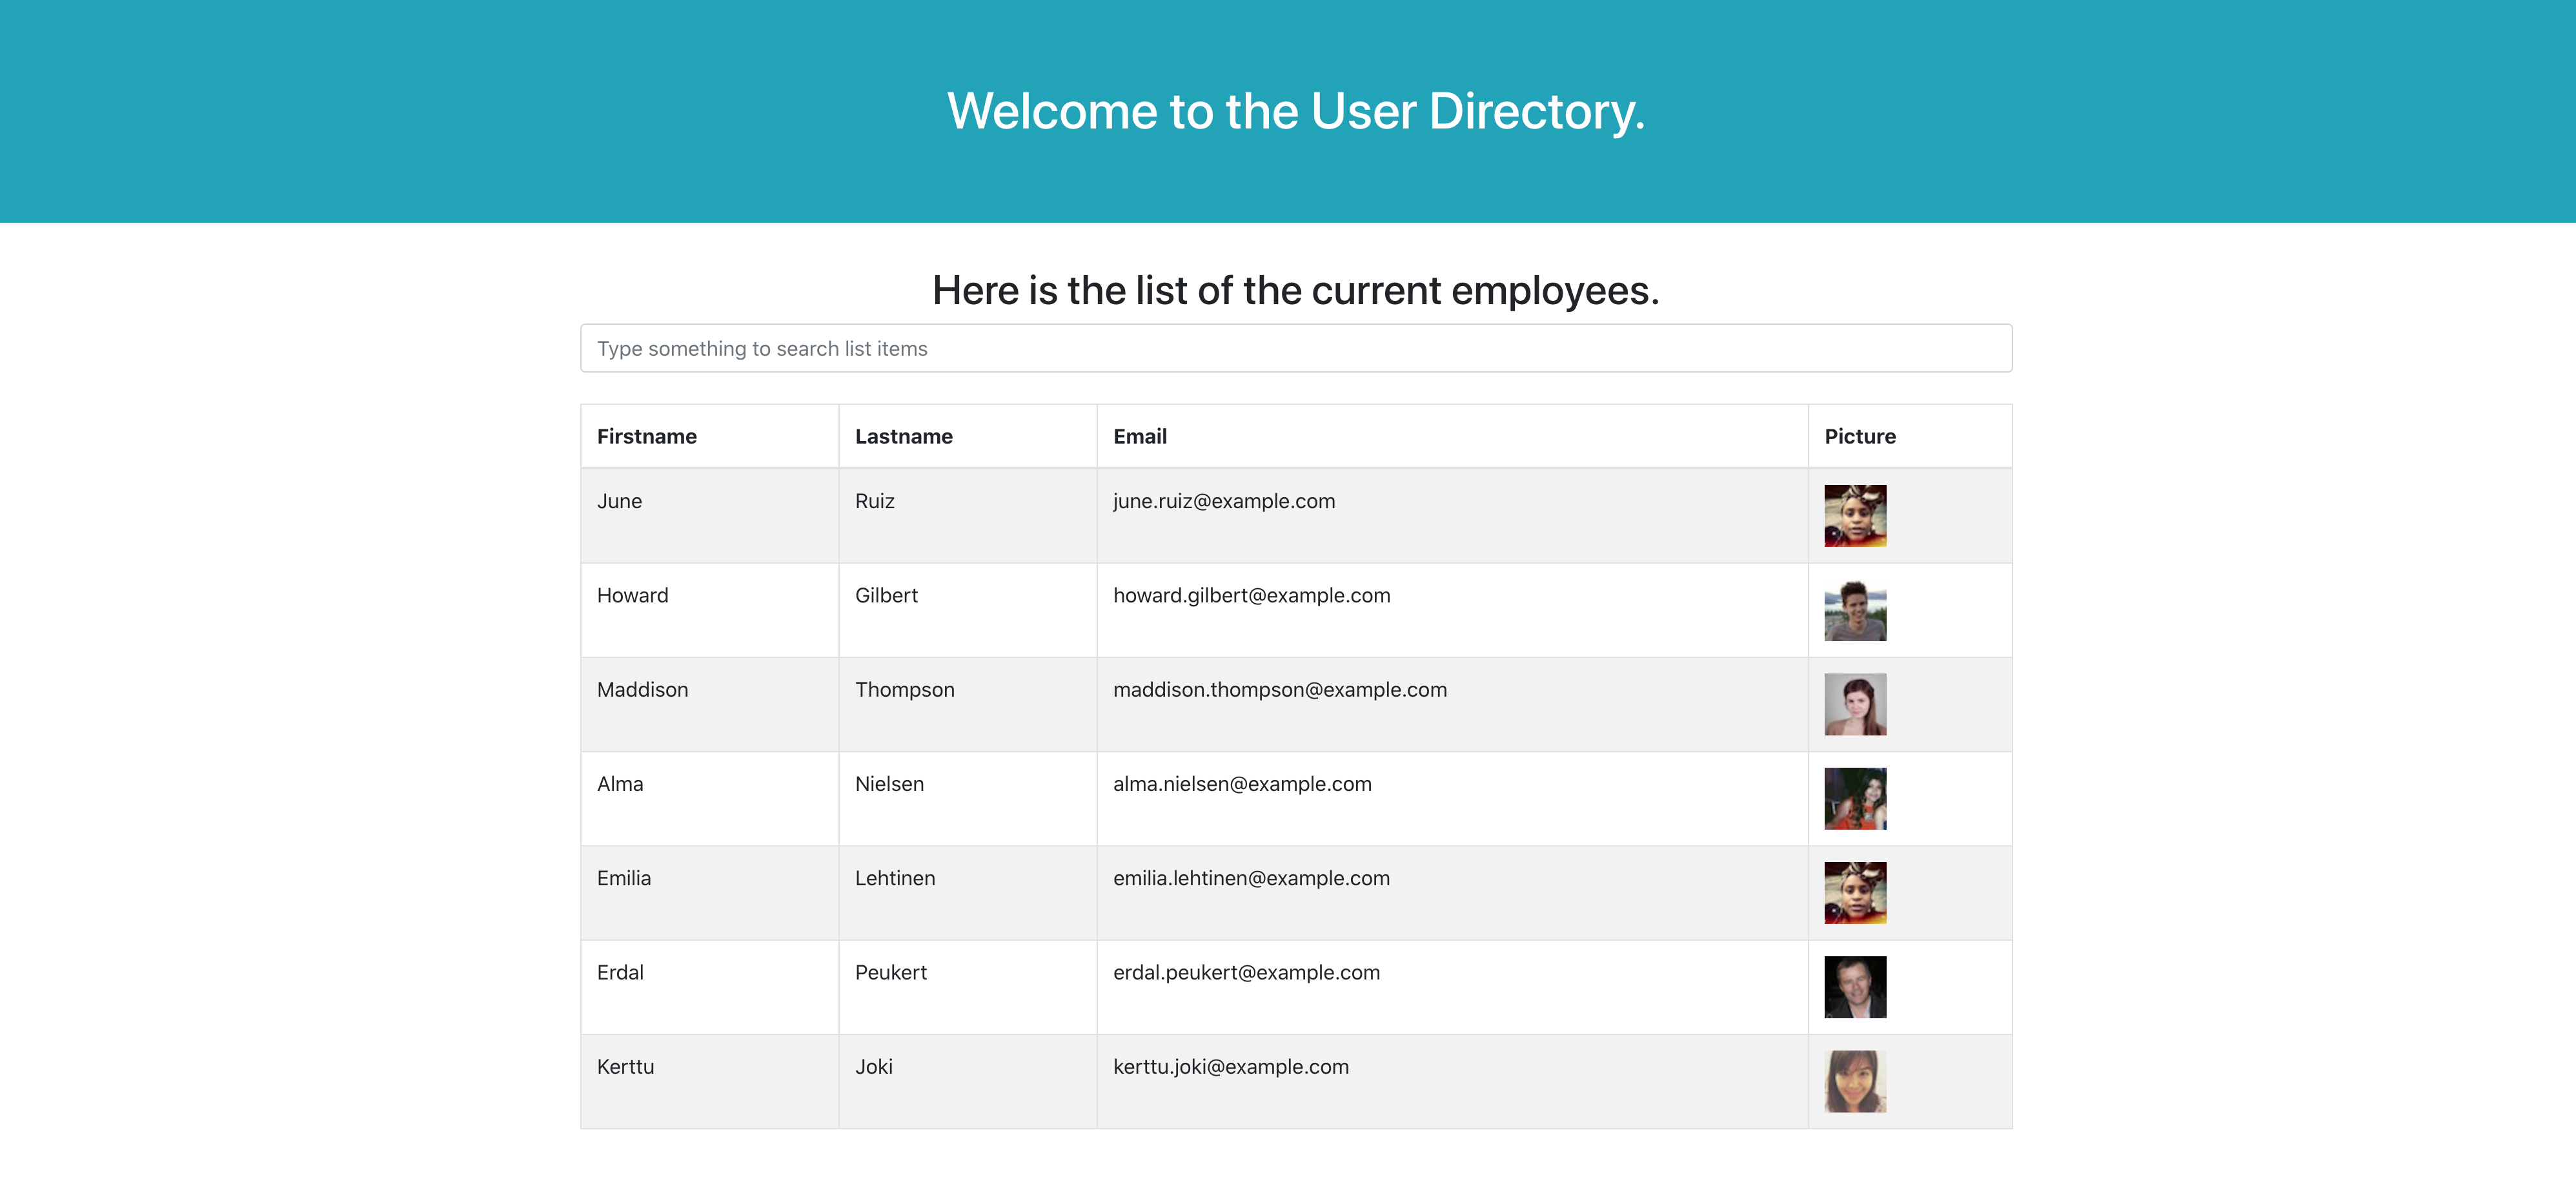 Welcome to the User Directory.
Here is the list of the current employees.
Type something to search list items
Firstname Lastname Email Picture
June Ruiz june.ruiz@example.com
Howard Gilbert howard.gilbert@example.com
Maddison Thompson maddison.thompson@example.com
Alma Nielsen alma.nielsen@example.com
Emilia Lehtinen emilia.lehtinen@example.com
Erdal Peukert erdal.peukert@example.com
Kerttu Joki kerttu.joki@example.com